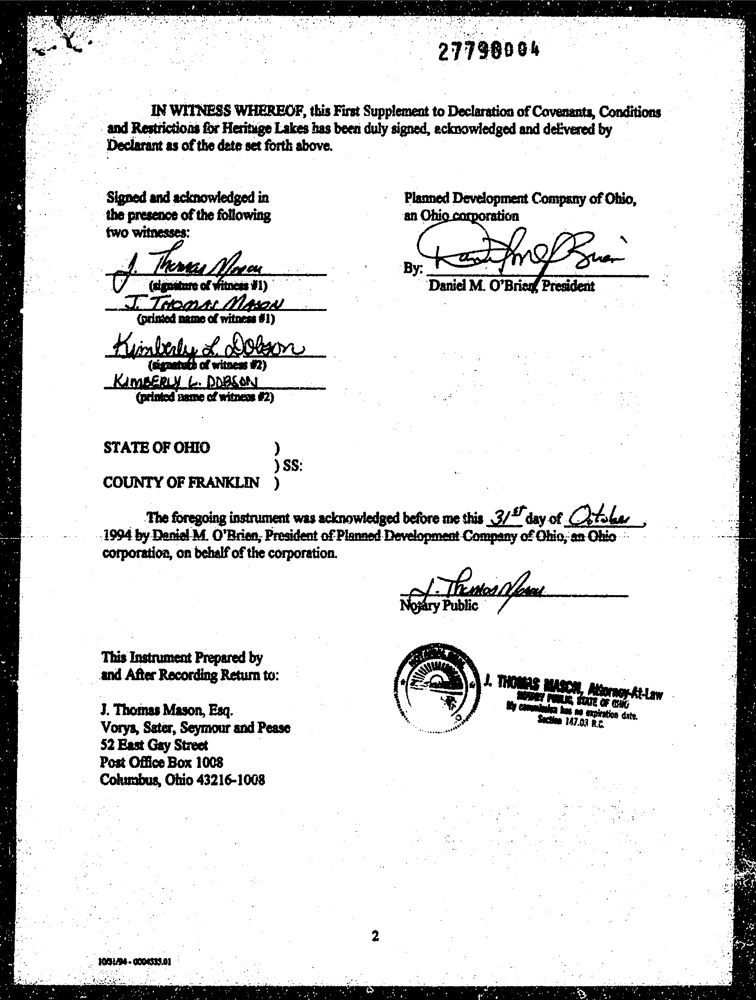 27790004
IN WITNESS WHEREOF, this First Supplement to Declaration of Covenants, Conditions
and Restrictions for Heritage Lakes has been duly signed, acknowledged and delivered by
Declarant as of the date set forth above.
Signed and acknowledged in
the presence of the following
two witnesses:
J. Thomas Mason
(signature of witness #1)
J. THOMAS MASON
(printed name of witness #1)
Kimberly L. Dobson
(signature of witness #2)
KIMBERLY L. DOBSON
(printed name of witness #2)
Planned Development Company of Ohio,
an Ohio corporation
By: Daniel M O'Brien
Daniel M. O'Brien, President
STATE OF OHIO )
) SS:
COUNTY OF FRANKLIN )
The foregoing instrument was acknowledged before me this 31st day of October,
1994 by Daniel M. O'Brien, President of Planned Development Company of Ohio, an Ohio
corporation, on behalf of the corporation.
J. Thomas Mason
Notary Public
This Instrument Prepared by
and After Recording Return to:
J. Thomas Mason, Esq.
Vorys, Sater, Seymour and Pease
52 East Gay Street
Post Office Box 1008
Columbus, Ohio 43216-1008
NOTARIAL SEAL
J. THOMAS MASON, Attorney-At-Law
NOTARY PUBLIC, STATE OF OHIO
My commission has no expiration date.
Section 147.03 R.C.
2
10/31/94 - 0004335.01